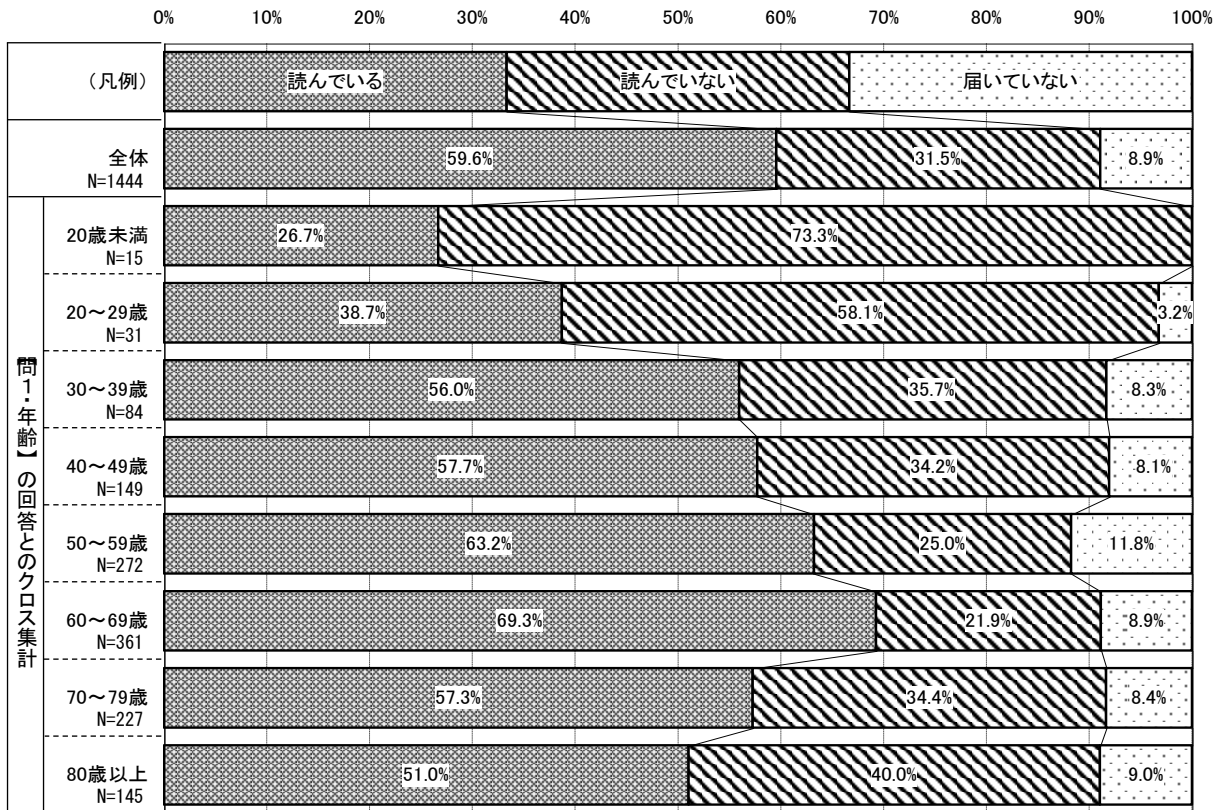 0% 10% 20% 30% 40% 50% 60% 70% 80% 90% 100%
(凡例) 読んでいる 読んでいない 届いていない
全体
N=1444
59.6% 31.5% 8.9%
【問1・年齢】の回答とのクロス集計
20歳未満
N=15
26.7% 73.3%
20～29歳
N=31
38.7% 58.1% 3.2%
30～39歳
N=84
56.0% 35.7% 8.3%
40～49歳
N=149
57.7% 34.2% 8.1%
50～59歳
N=272
63.2% 25.0% 11.8%
60～69歳
N=361
69.3% 21.9% 8.9%
70～79歳
N=227
57.3% 34.4% 8.4%
80歳以上
N=145
51.0% 40.0% 9.0%